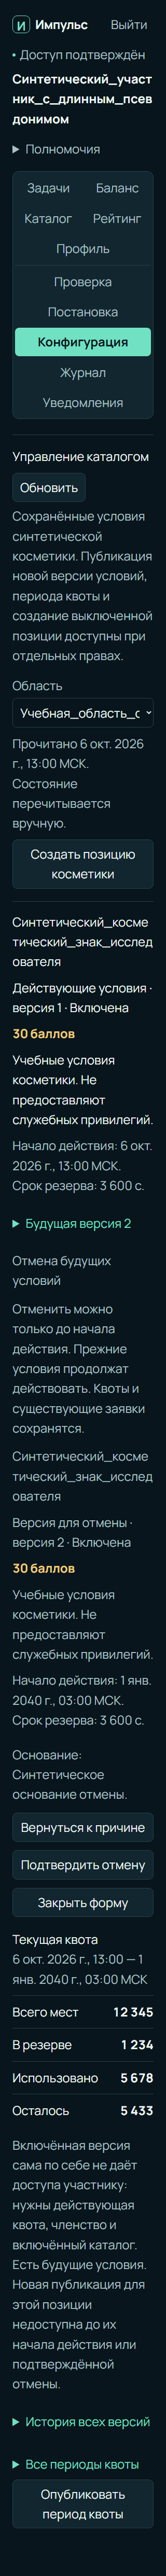 И Импульс Выйти
• Доступ подтверждён
Синтетический_участ
ник_с_длинным_псев
донимом
▶ Полномочия
Задачи Баланс
Каталог Рейтинг
Профиль
Проверка
Постановка
Конфигурация
Журнал
Уведомления
Управление каталогом
Обновить
Сохранённые условия
синтетической
косметики. Публикация
новой версии условий,
периода квоты и
создание выключенной
позиции доступны при
отдельных правах.
Область
Учебная_область_с
Прочитано 6 окт. 2026
г., 13:00 МСК.
Состояние
перечитывается
вручную.
Создать позицию
косметики
Синтетический_косме
тический_знак_исслед
ователя
Действующие условия ·
версия 1 · Включена
30 баллов
Учебные условия
косметики. Не
предоставляют
служебных привилегий.
Начало действия: 6 окт.
2026 г., 13:00 МСК.
Срок резерва: 3 600 с.
▶ Будущая версия 2
Отмена будущих
условий
Отменить можно
только до начала
действия. Прежние
условия продолжат
действовать. Квоты и
существующие заявки
сохранятся.
Синтетический_косме
тический_знак_исслед
ователя
Версия для отмены ·
версия 2 · Включена
30 баллов
Учебные условия
косметики. Не
предоставляют
служебных привилегий.
Начало действия: 1 янв.
2040 г., 03:00 МСК.
Срок резерва: 3 600 с.
Основание:
Синтетическое
основание отмены.
Вернуться к причине
Подтвердить отмену
Закрыть форму
Текущая квота
6 окт. 2026 г., 13:00 — 1
янв. 2040 г., 03:00 МСК
Всего мест 12 345
В резерве 1 234
Использовано 5 678
Осталось 5 433
Включённая версия
сама по себе не даёт
доступа участнику:
нужны действующая
квота, членство и
включённый каталог.
Есть будущие условия.
Новая публикация для
этой позиции
недоступна до их
начала действия или
подтверждённой
отмены.
▶ История всех версий
▶ Все периоды квоты
Опубликовать
период квоты